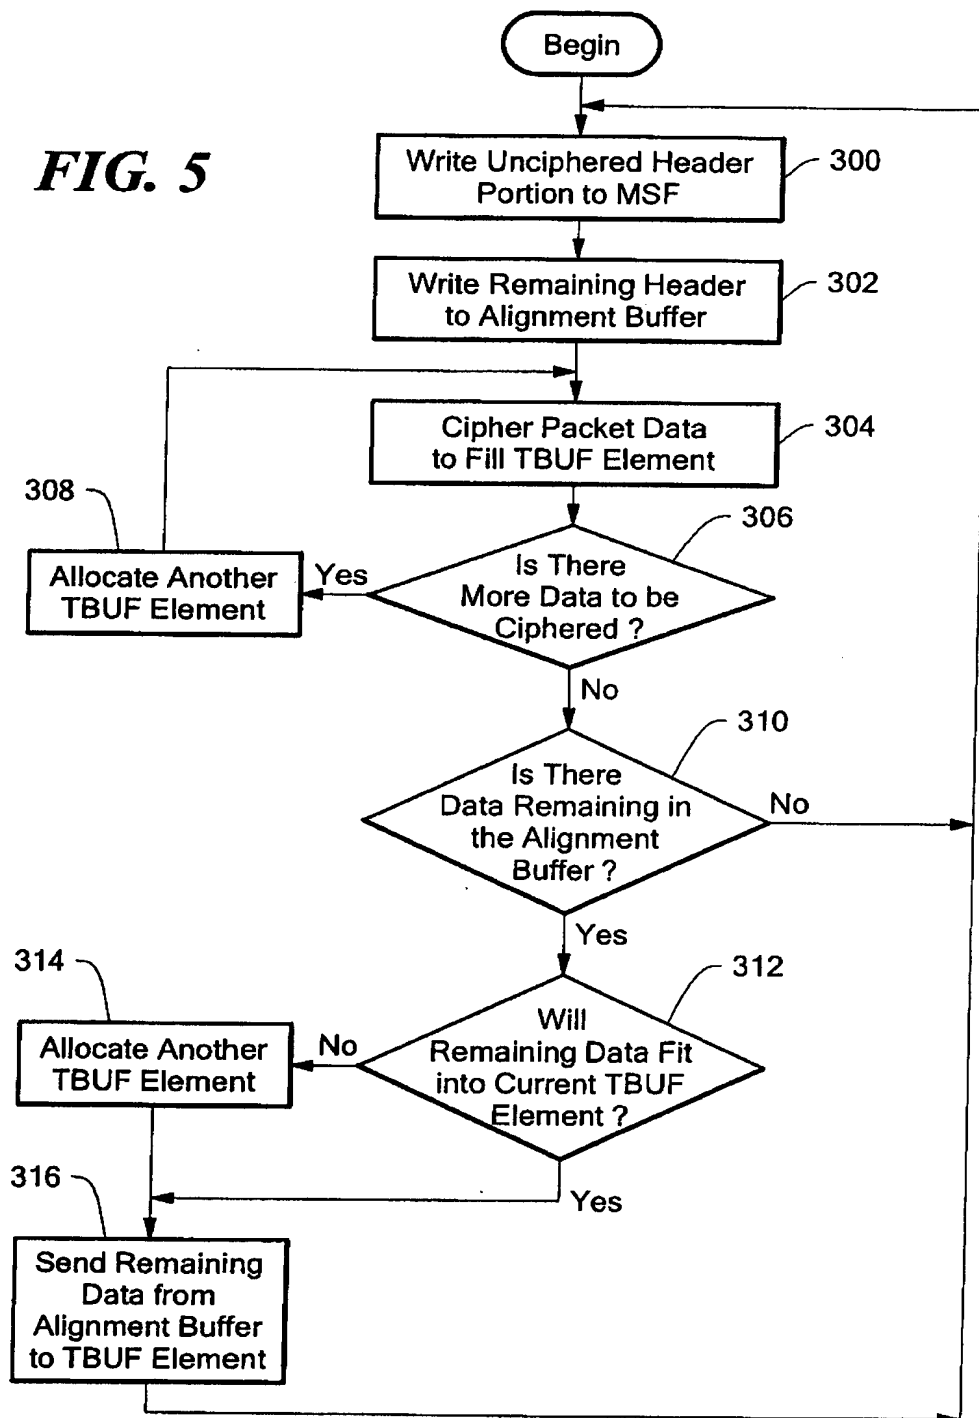 Begin
FIG. 5
Write Unciphered Header
Portion to MSF
300
Write Remaining Header
to Alignment Buffer
302
Cipher Packet Data
to Fill TBUF Element
304
308
306
Allocate Another
TBUF Element
Yes
Is There
More Data to be
Ciphered ?
No
310
Is There
Data Remaining in
the Alignment
Buffer ?
No
Yes
314
312
Allocate Another
TBUF Element
No
Will
Remaining Data Fit
into Current TBUF
Element ?
316
Yes
Send Remaining
Data from
Alignment Buffer
to TBUF Element